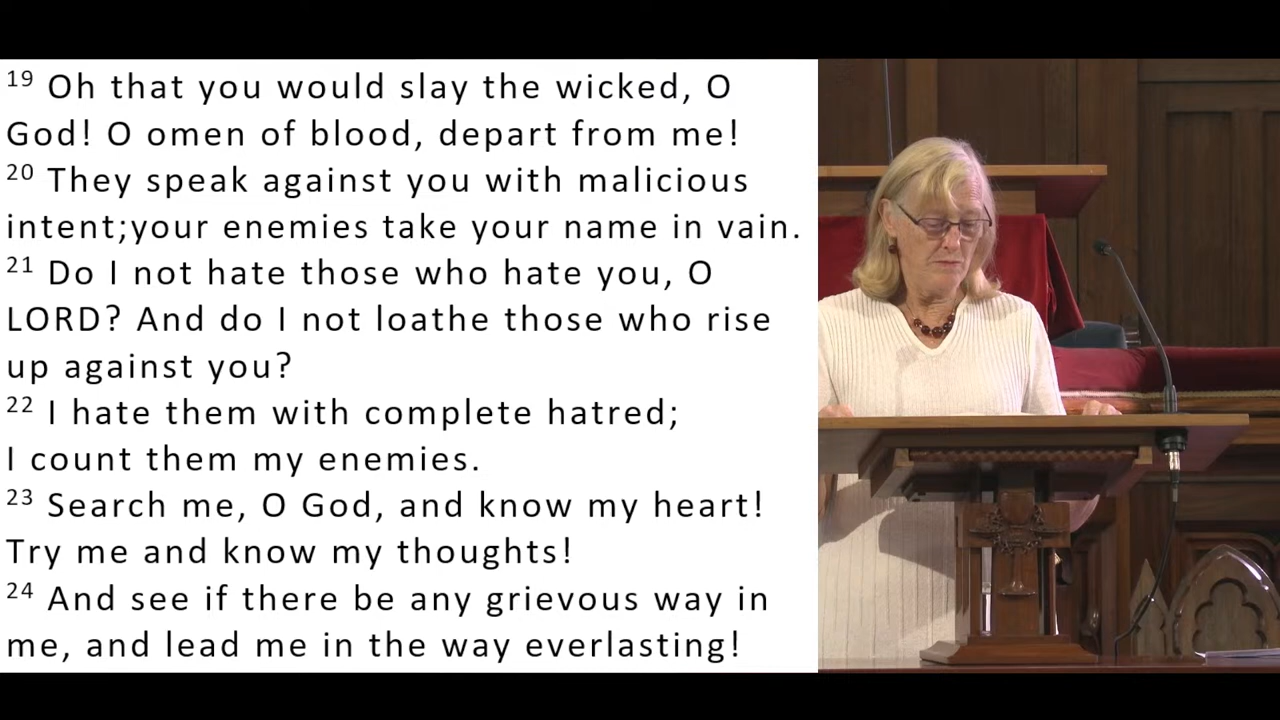 19 Oh that you would slay the wicked, O
God! O omen of blood, depart from me!
20 They speak against you with malicious
intent;your enemies take your name in vain.
21 Do I not hate those who hate you, O
LORD? And do I not loathe those who rise
up against you?
22 I hate them with complete hatred;
I count them my enemies.
23 Search me, O God, and know my heart!
Try me and know my thoughts!
24 And see if there be any grievous way in
me, and lead me in the way everlasting!